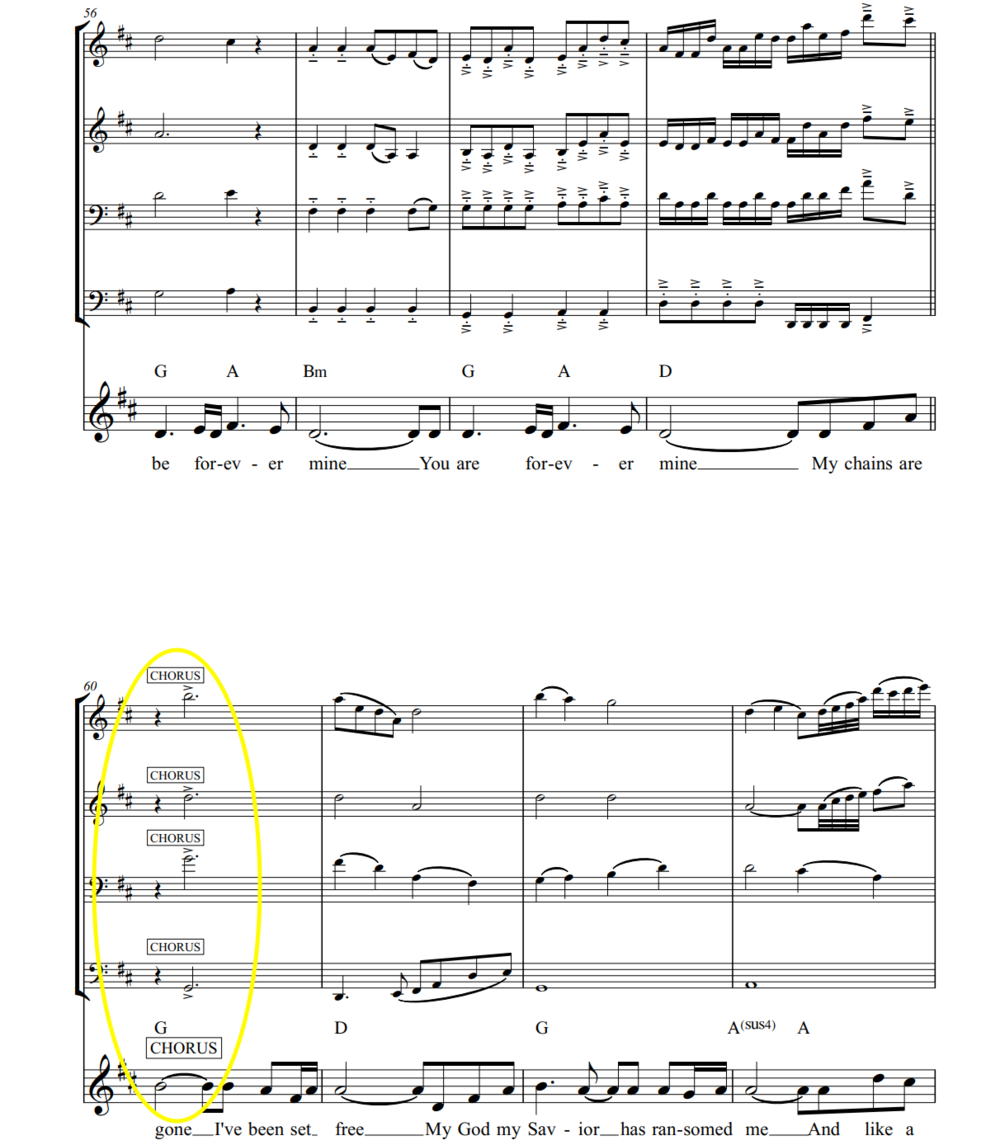 56
G A Bm G A D
be for-ev - er mine You are for-ev - er mine My chains are
60
CHORUS
CHORUS
CHORUS
CHORUS
G D G A(sus4) A
CHORUS
gone I've been set free My God my Sav - ior has ran-somed me And like a